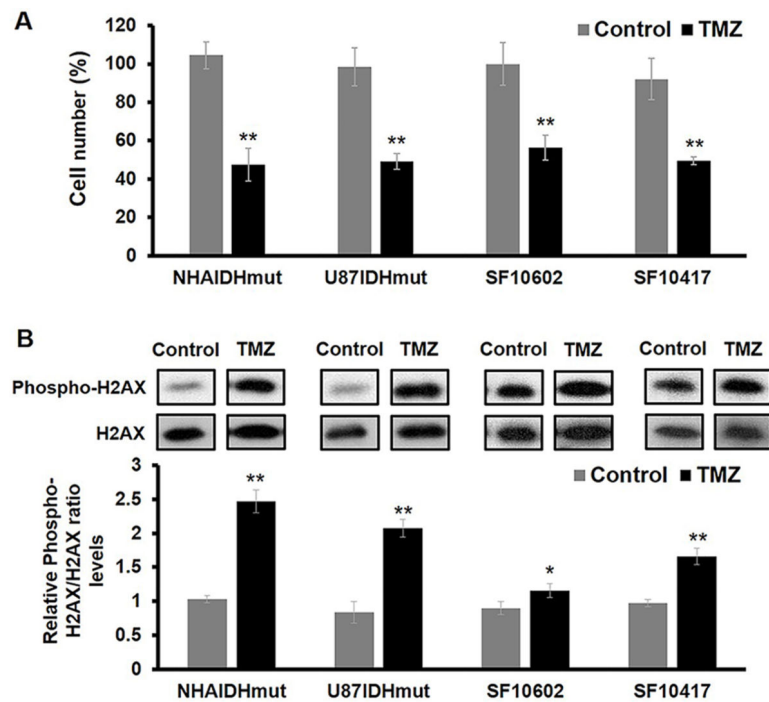 A
Control TMZ
Cell number (%)
120
100
80
60
40
20
0
** ** ** **
NHAIDHmut U87IDHmut SF10602 SF10417
B
Control TMZ Control TMZ Control TMZ Control TMZ
Phospho-H2AX
H2AX
Control TMZ
Relative Phospho-
H2AX/H2AX ratio
levels
3
2.5
2
1.5
1
0.5
0
** ** * **
NHAIDHmut U87IDHmut SF10602 SF10417